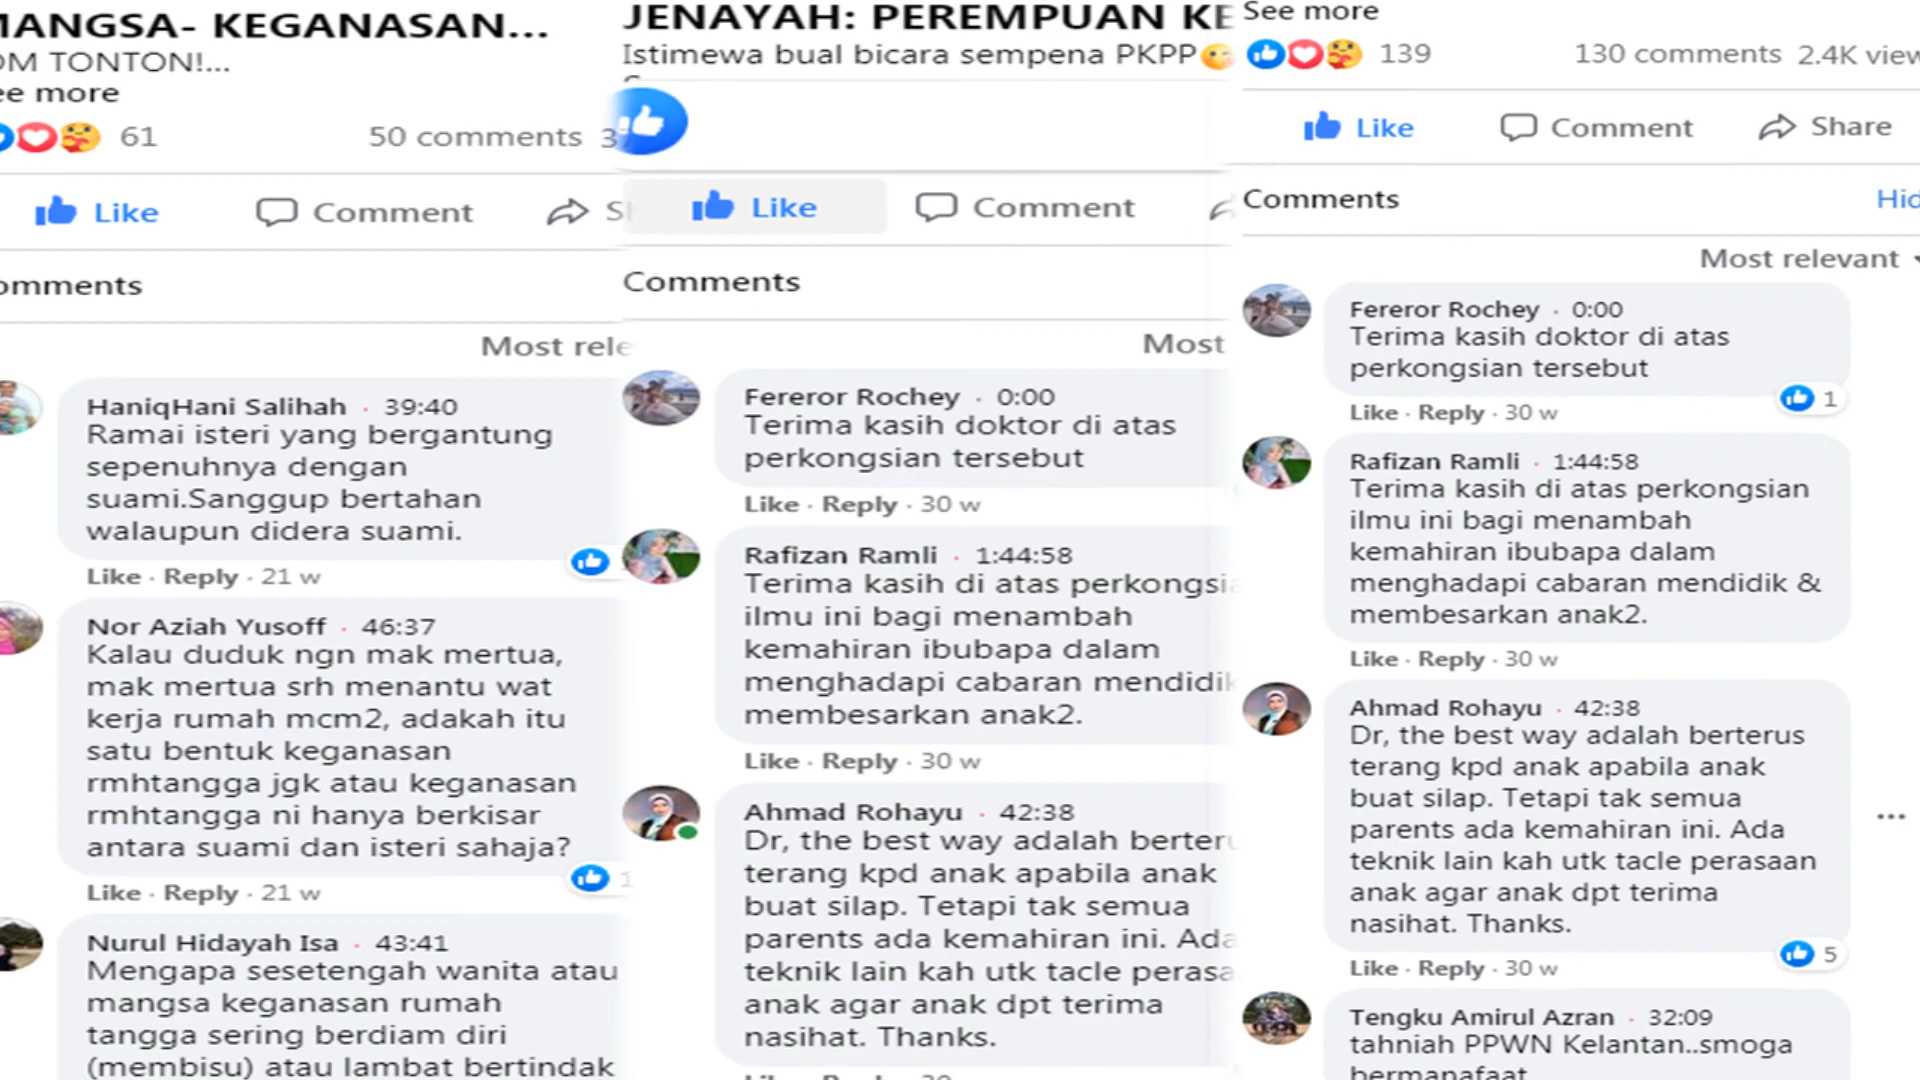 MANGSA- KEGANASAN...
TONTON!...
ee more
61
50 comments
Like
Comment
omments
Most rele
HaniqHani Salihah · 39:40
Ramai isteri yang bergantung
sepenuhnya dengan
suami.Sanggup bertahan
walaupun didera suami.
Like · Reply · 21 w
Nor Aziah Yusoff · 46:37
Kalau duduk ngn mak mertua,
mak mertua srh menantu wat
kerja rumah mcm2, adakah itu
satu bentuk keganasan
rmhtangga jgk atau keganasan
rmhtangga ni hanya berkisar
antara suami dan isteri sahaja?
1
Like · Reply · 21 w
Nurul Hidayah Isa · 43:41
Mengapa sesetengah wanita atau
mangsa keganasan rumah
tangga sering berdiam diri
(membisu) atau lambat bertindak
JENAYAH: PEREMPUAN KE
Istimewa bual bicara sempena PKPP
Like
Comment
Comments
Most
Fereror Rochey · 0:00
Terima kasih doktor di atas
perkongsian tersebut
Like · Reply · 30 w
Rafizan Ramli · 1:44:58
Terima kasih di atas perkongsia
ilmu ini bagi menambah
kemahiran ibubapa dalam
menghadapi cabaran mendidik
membesarkan anak2.
Like · Reply · 30 w
Ahmad Rohayu · 42:38
Dr, the best way adalah berteru
terang kpd anak apabila anak
buat silap. Tetapi tak semua
parents ada kemahiran ini. Ada
teknik lain kah utk tacle perasa
anak agar anak dpt terima
nasihat. Thanks.
See more
139
130 comments 2.4K view
Like
Comment
Share
Comments
Hid
Most relevant
Fereror Rochey · 0:00
Terima kasih doktor di atas
perkongsian tersebut
1
Like · Reply · 30 w
Rafizan Ramli · 1:44:58
Terima kasih di atas perkongsian
ilmu ini bagi menambah
kemahiran ibubapa dalam
menghadapi cabaran mendidik &
membesarkan anak2.
Like · Reply · 30 w
Ahmad Rohayu · 42:38
Dr, the best way adalah berterus
terang kpd anak apabila anak
buat silap. Tetapi tak semua
parents ada kemahiran ini. Ada
teknik lain kah utk tacle perasaan
anak agar anak dpt terima
nasihat. Thanks.
5
Like · Reply · 30 w
Tengku Amirul Azran · 32:09
tahniah PPWN Kelantan..smoga
bermanafaat